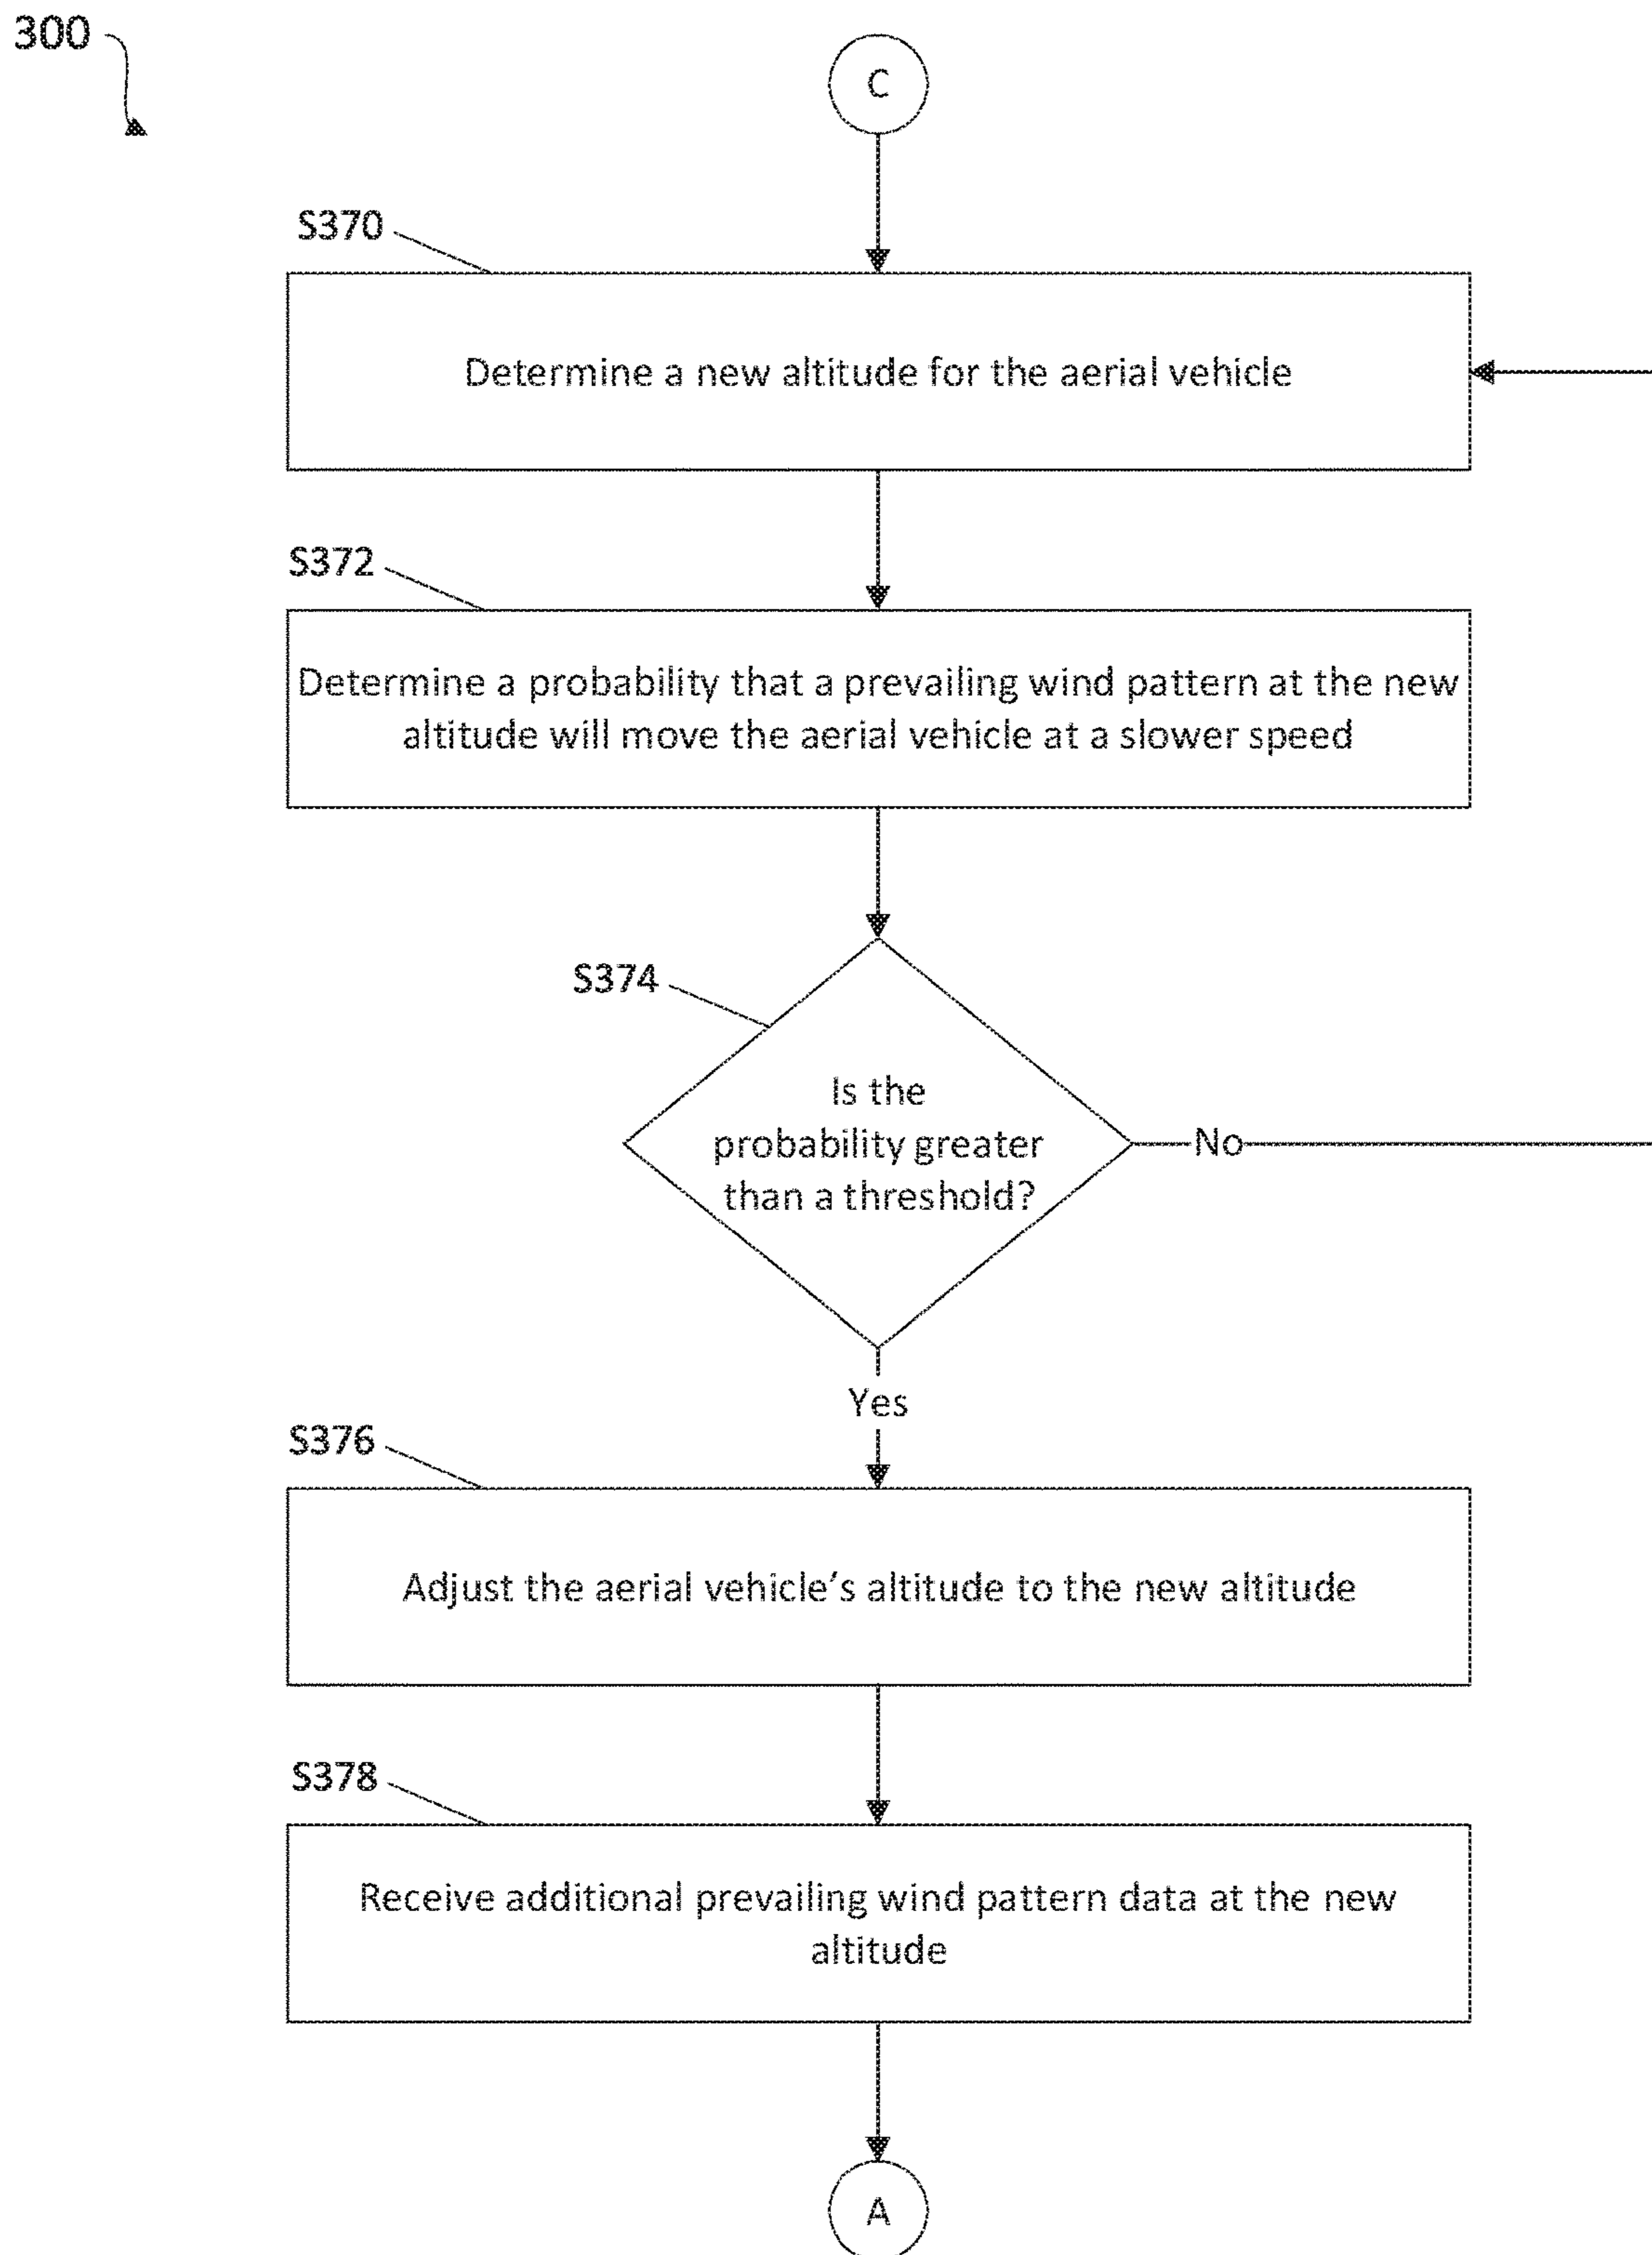 300
C
S370
Determine a new altitude for the aerial vehicle
S372
Determine a probability that a prevailing wind pattern at the new
altitude will move the aerial vehicle at a slower speed
S374
Is the
probability greater
than a threshold?
No
Yes
S376
Adjust the aerial vehicle’s altitude to the new altitude
S378
Receive additional prevailing wind pattern data at the new
altitude
A